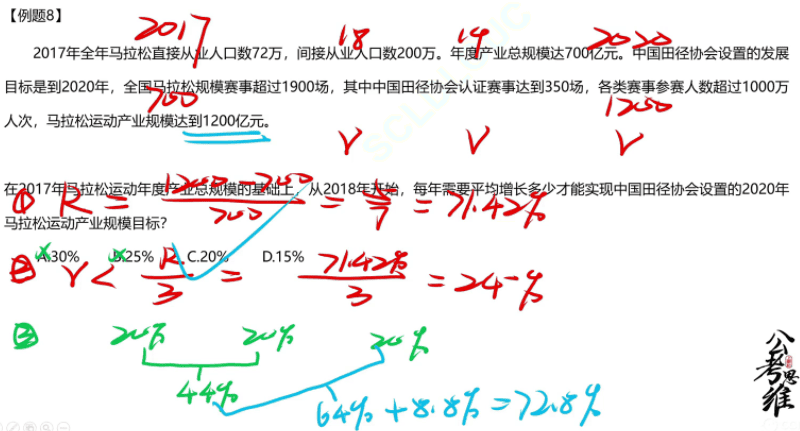 【例题8】
2017 18 19 2020
2017年全年马拉松直接从业人口数72万，间接从业人口数200万。年度产业总规模达700亿元。中国田径协会设置的发展
目标是到2020年，全国马拉松规模赛事超过1900场，其中中国田径协会认证赛事达到350场，各类赛事参赛人数超过1000万
700 1200
人次，马拉松运动产业规模达到1200亿元。
r r r
在2017年马拉松运动年度产业总规模的基础上，从2018年开始，每年需要平均增长多少才能实现中国田径协会设置的2020年
① R = 1200-700 / 700 = 5/7 = 71.42%
马拉松运动产业规模目标？
A.30% B.25% C.20% D.15%
② r < R/3 = 71.42%/3 = 24-%
③ 20% 20% 20%
44%
64% + 8.8% = 72.8%
公考思维